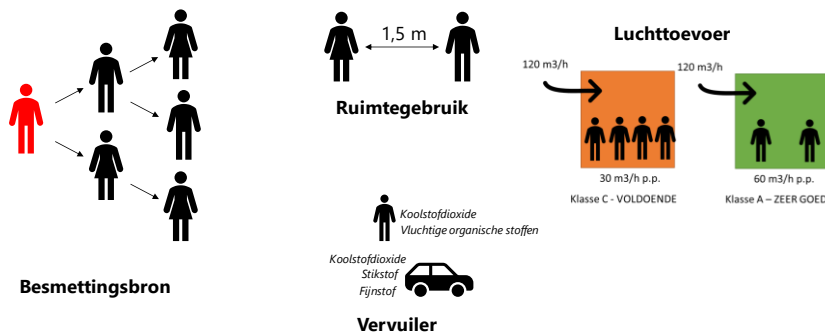 1,5 m
Ruimtegebruik
Luchttoevoer
120 m3/h
120 m3/h
30 m3/h p.p.
60 m3/h p.p.
Klasse C - VOLDOENDE
Klasse A – ZEER GOED
Koolstofdioxide
Vluchtige organische stoffen
Koolstofdioxide
Stikstof
Fijnstof
Besmettingsbron
Vervuiler